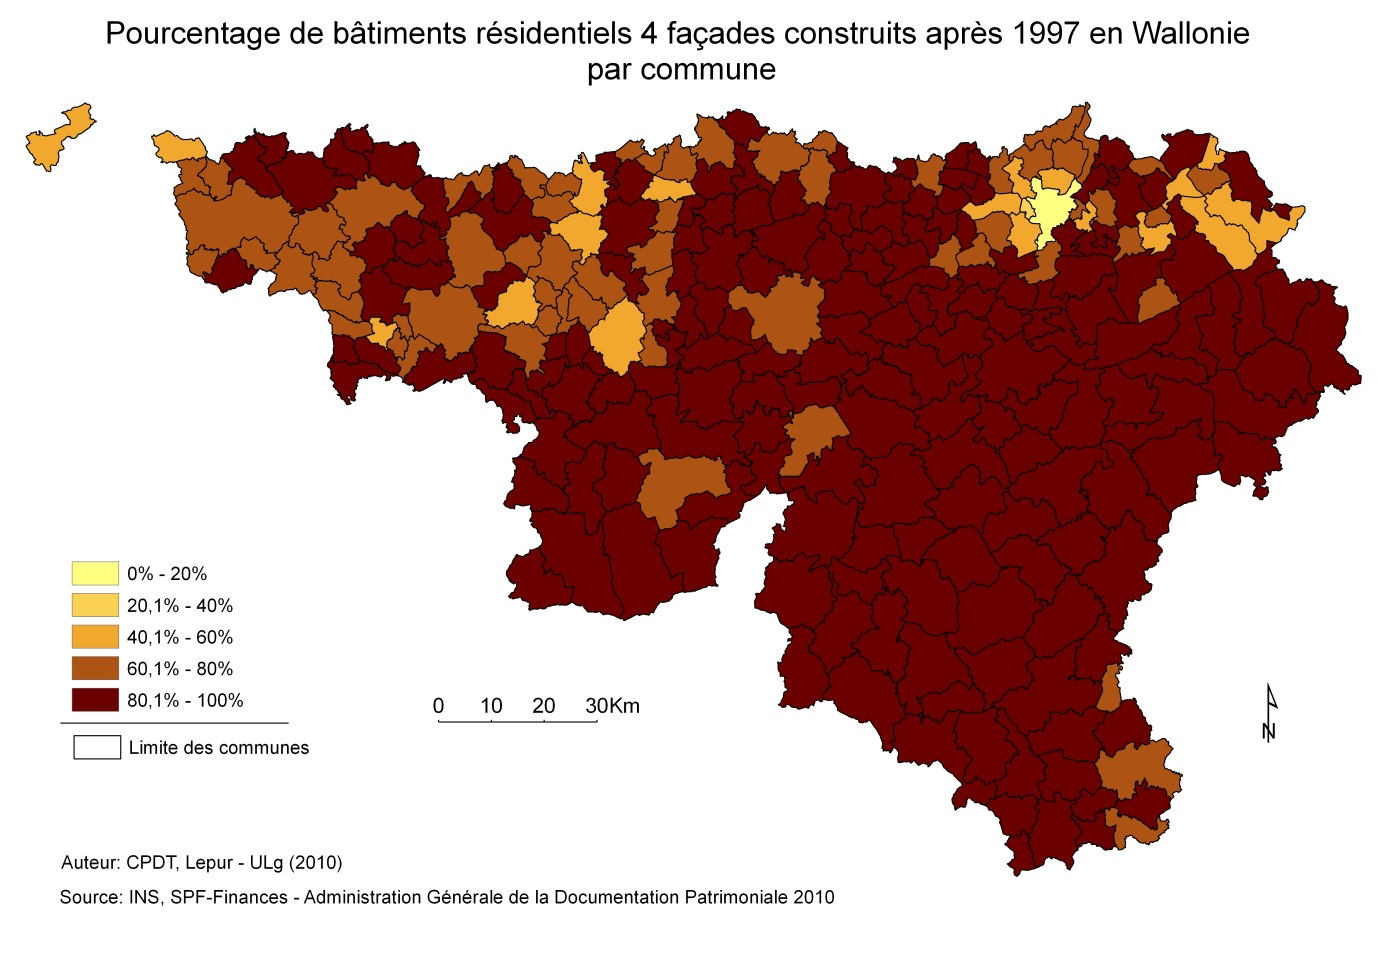 Pourcentage de bâtiments résidentiels 4 façades construits après 1997 en Wallonie
par commune
0% - 20%
20,1% - 40%
40,1% - 60%
60,1% - 80%
80,1% - 100%
Limite des communes
0 10 20 30Km
N
Auteur: CPDT, Lepur - ULg (2010)
Source: INS, SPF-Finances - Administration Générale de la Documentation Patrimoniale 2010